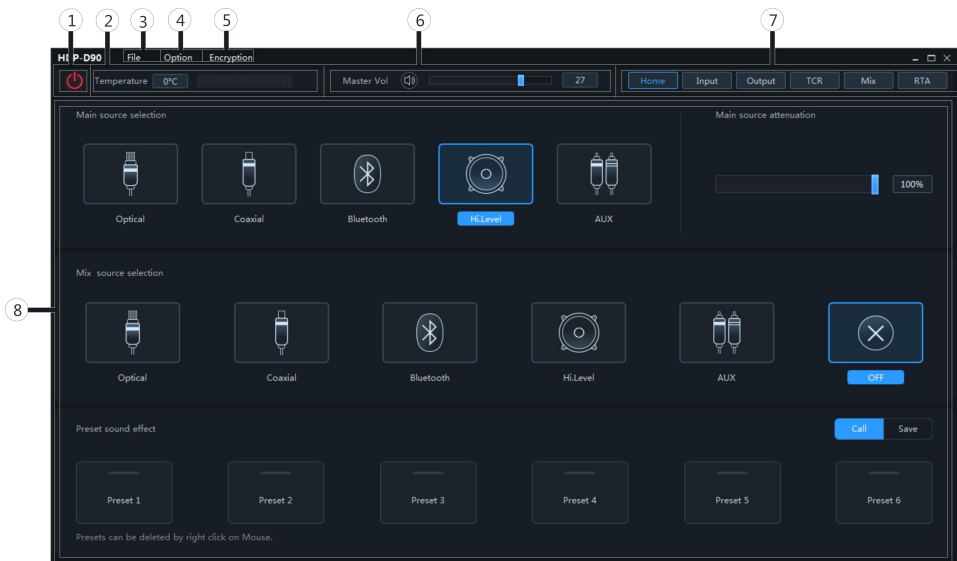 1 2 3 4 5 6 7
File Option Encryption
Temperature 0°C Master Vol 27 Home Input Output TCR Mix RTA
Main source selection Main source attenuation
100%
Optical Coaxial Bluetooth Hi.Level AUX
Mix source selection
8
Optical Coaxial Bluetooth Hi.Level AUX OFF
Preset sound effect Call Save
Preset 1 Preset 2 Preset 3 Preset 4 Preset 5 Preset 6
Presets can be deleted by right click on Mouse.